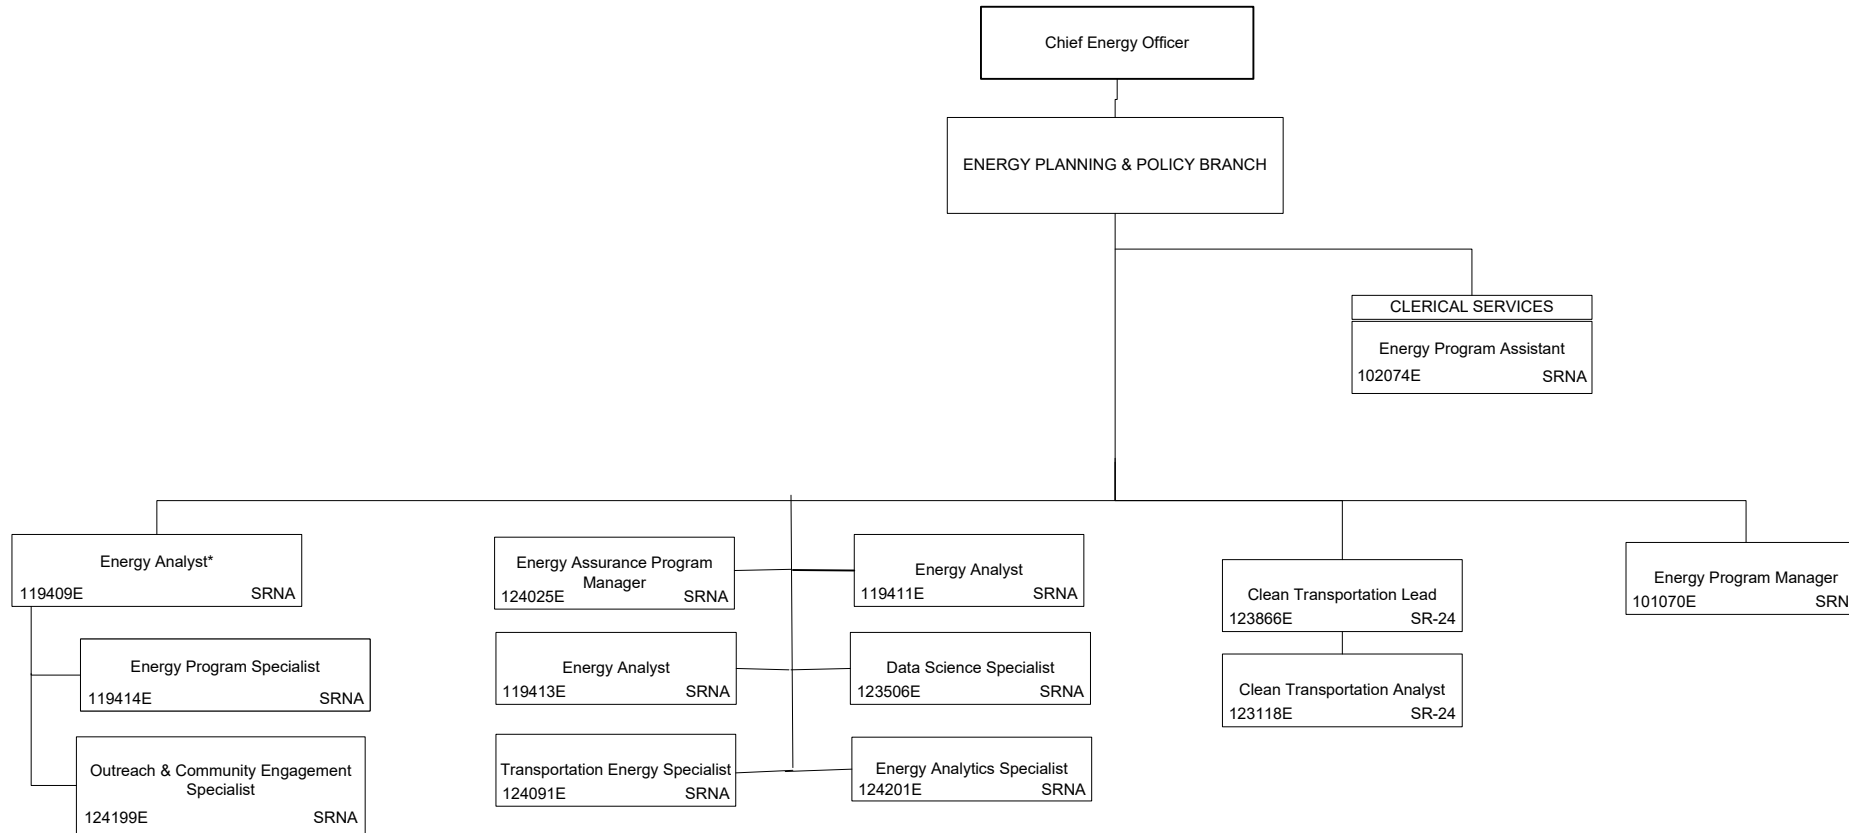 Chief Energy Officer
ENERGY PLANNING & POLICY BRANCH
CLERICAL SERVICES
Energy Program Assistant
102074E SRNA
Energy Analyst*
119409E SRNA
Energy Program Specialist
119414E SRNA
Outreach & Community Engagement
Specialist
124199E SRNA
Energy Assurance Program
Manager
124025E SRNA
Energy Analyst
119411E SRNA
Energy Analyst
119413E SRNA
Data Science Specialist
123506E SRNA
Transportation Energy Specialist
124091E SRNA
Energy Analytics Specialist
124201E SRNA
Clean Transportation Lead
123866E SR-24
Clean Transportation Analyst
123118E SR-24
Energy Program Manager
101070E SRN